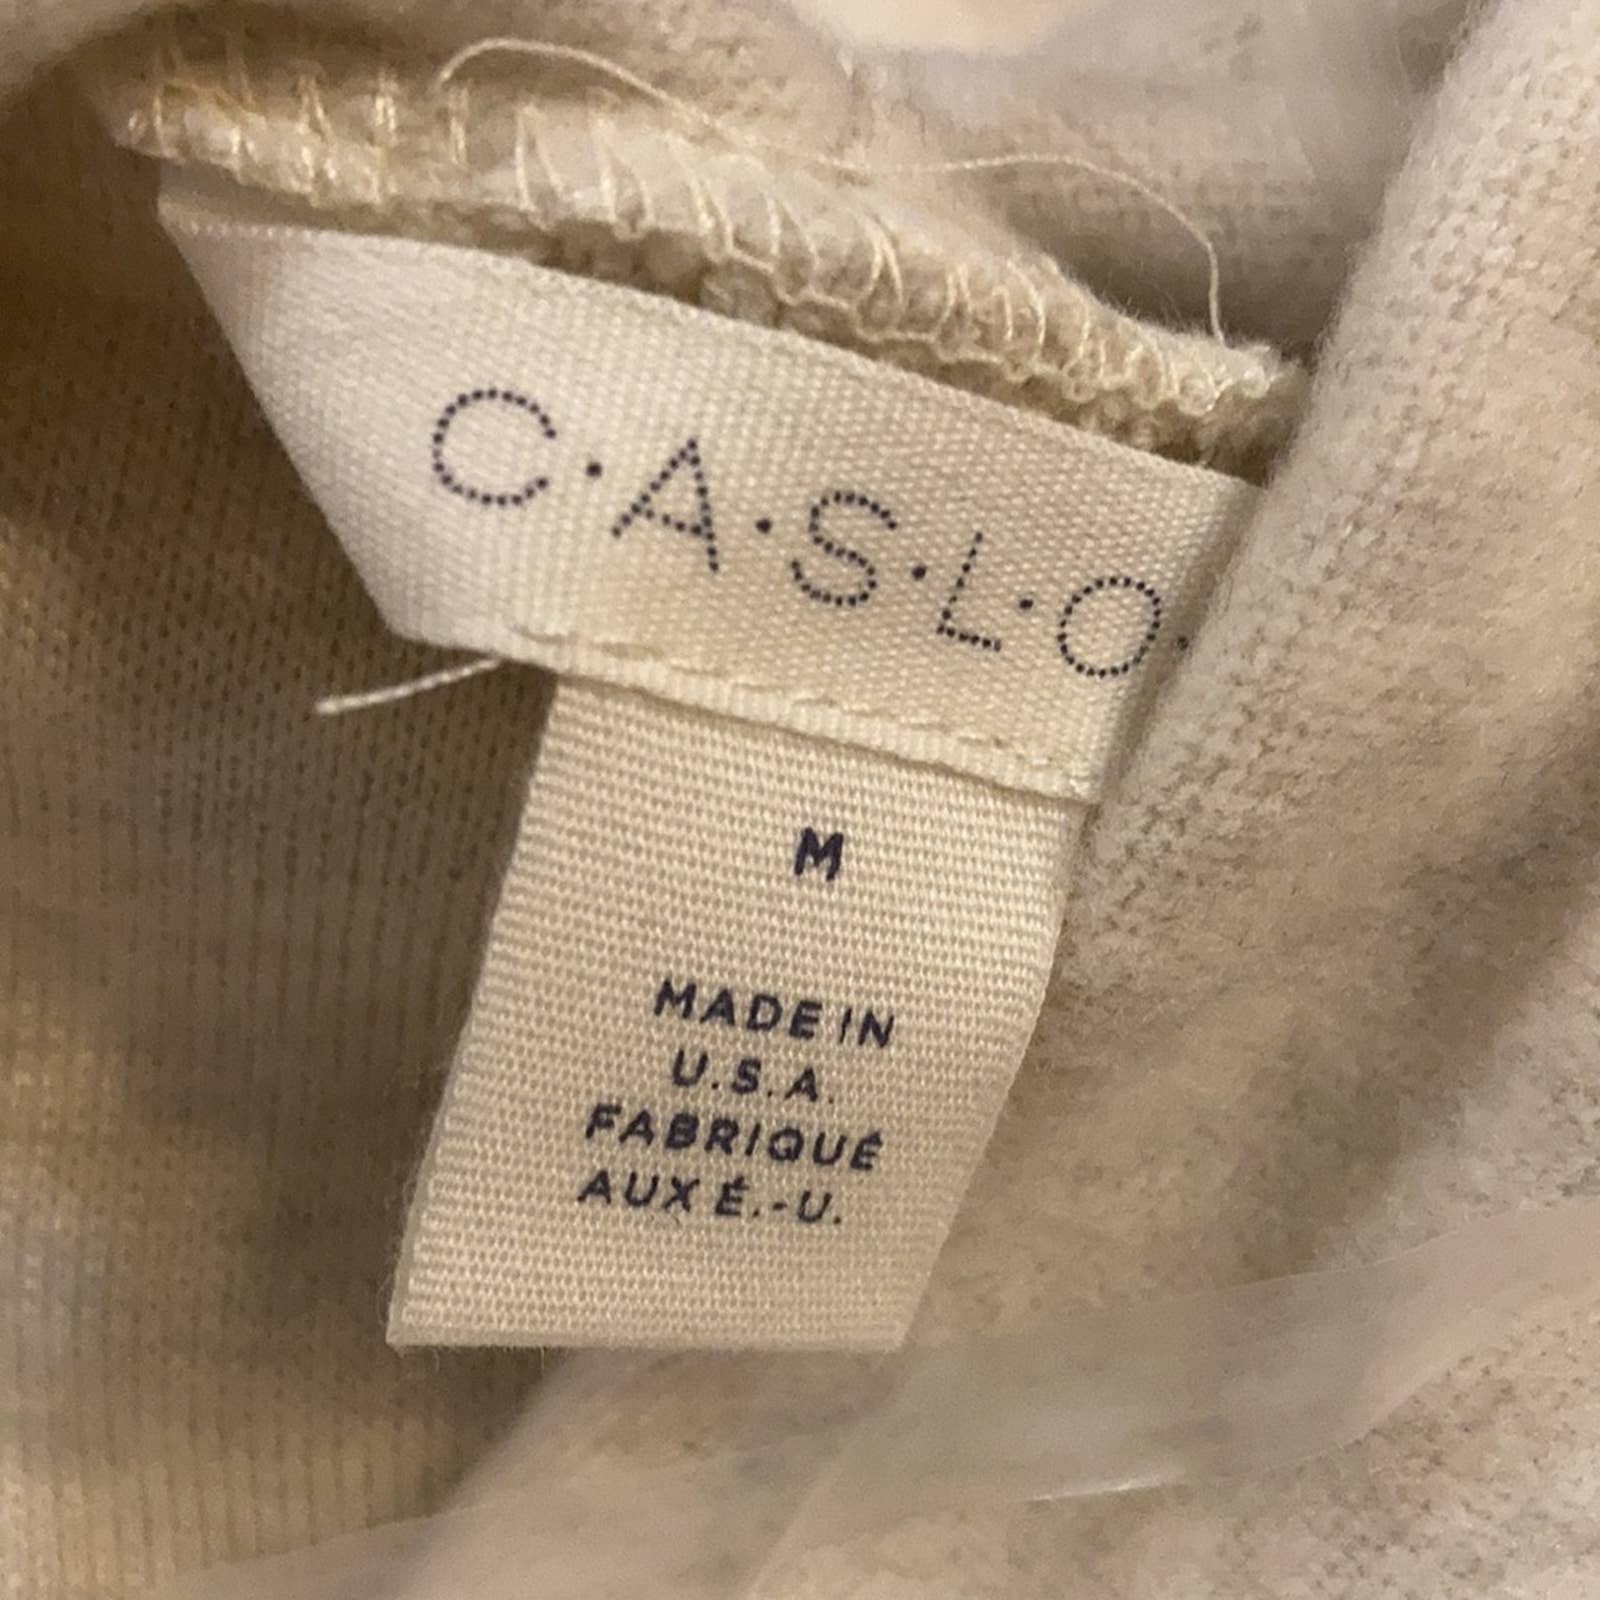 C·A·S·L·O·
M
MADE IN
U.S.A.
FABRIQUÉ
AUX É.-U.